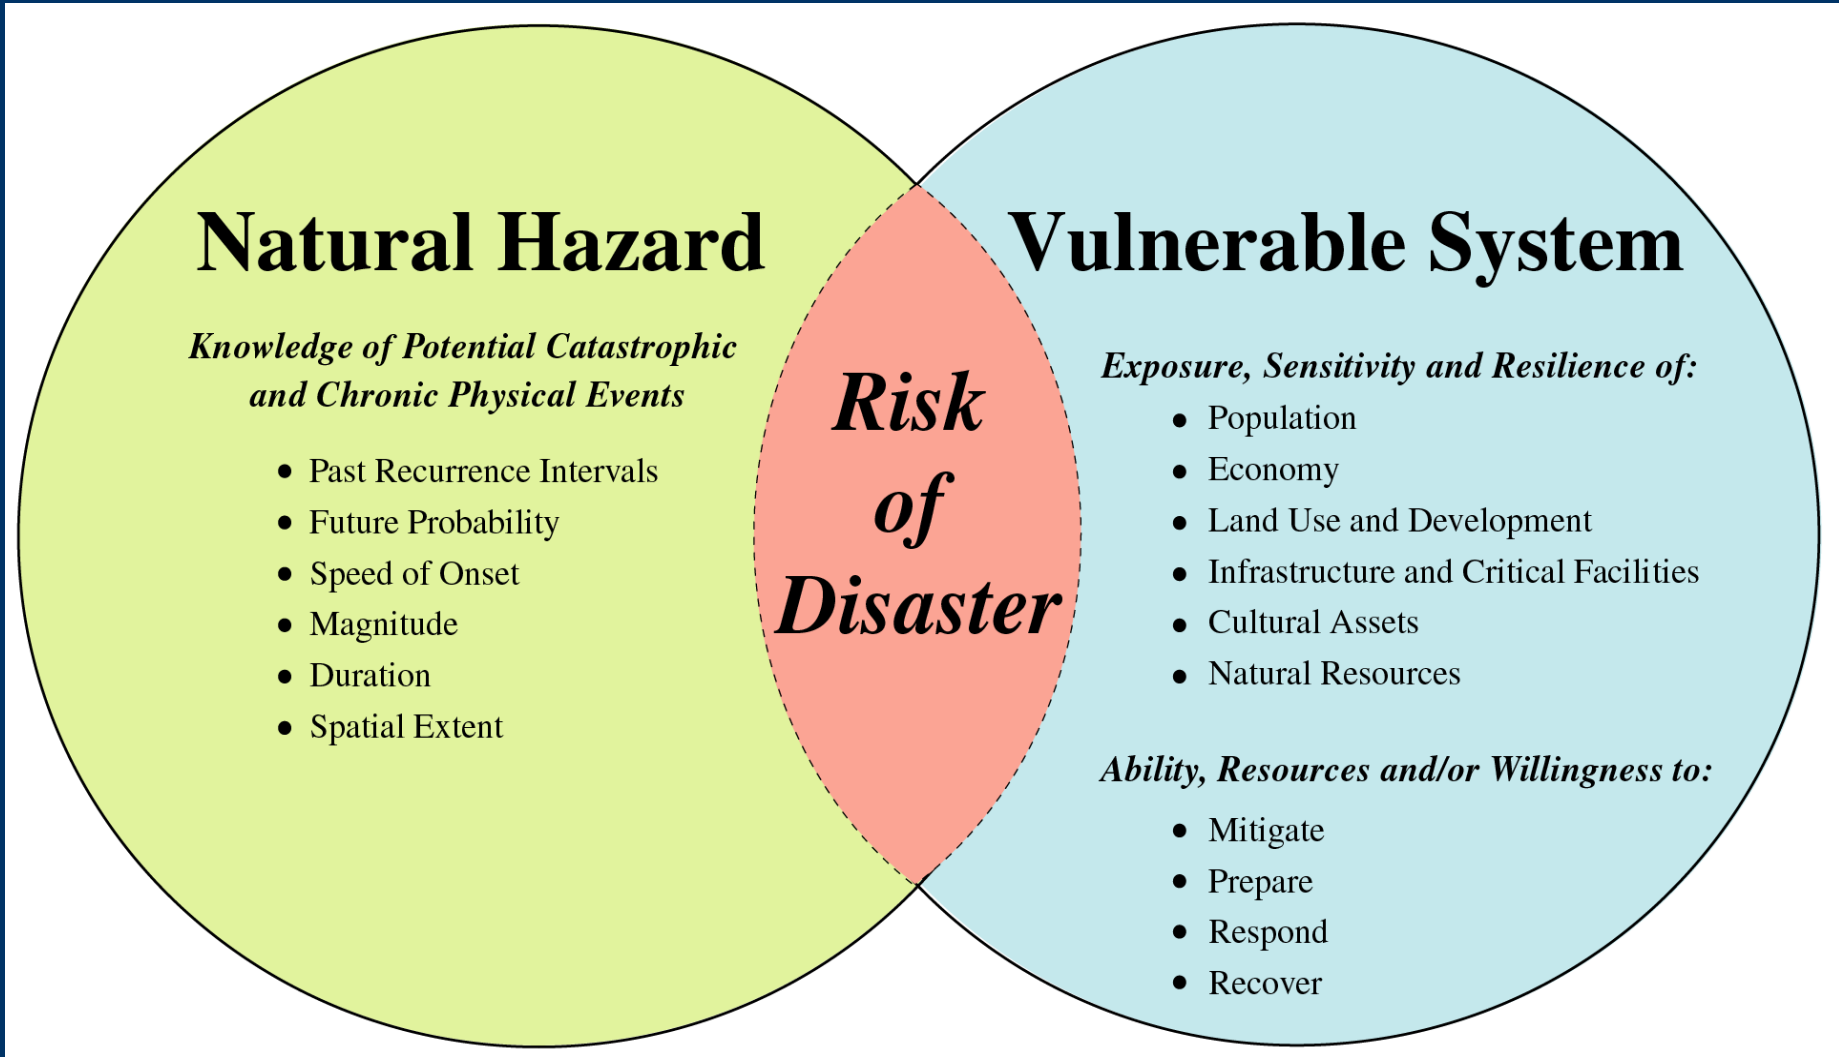 Natural Hazard
Knowledge of Potential Catastrophic
and Chronic Physical Events
• Past Recurrence Intervals
• Future Probability
• Speed of Onset
• Magnitude
• Duration
• Spatial Extent
Risk
of
Disaster
Vulnerable System
Exposure, Sensitivity and Resilience of:
• Population
• Economy
• Land Use and Development
• Infrastructure and Critical Facilities
• Cultural Assets
• Natural Resources
Ability, Resources and/or Willingness to:
• Mitigate
• Prepare
• Respond
• Recover